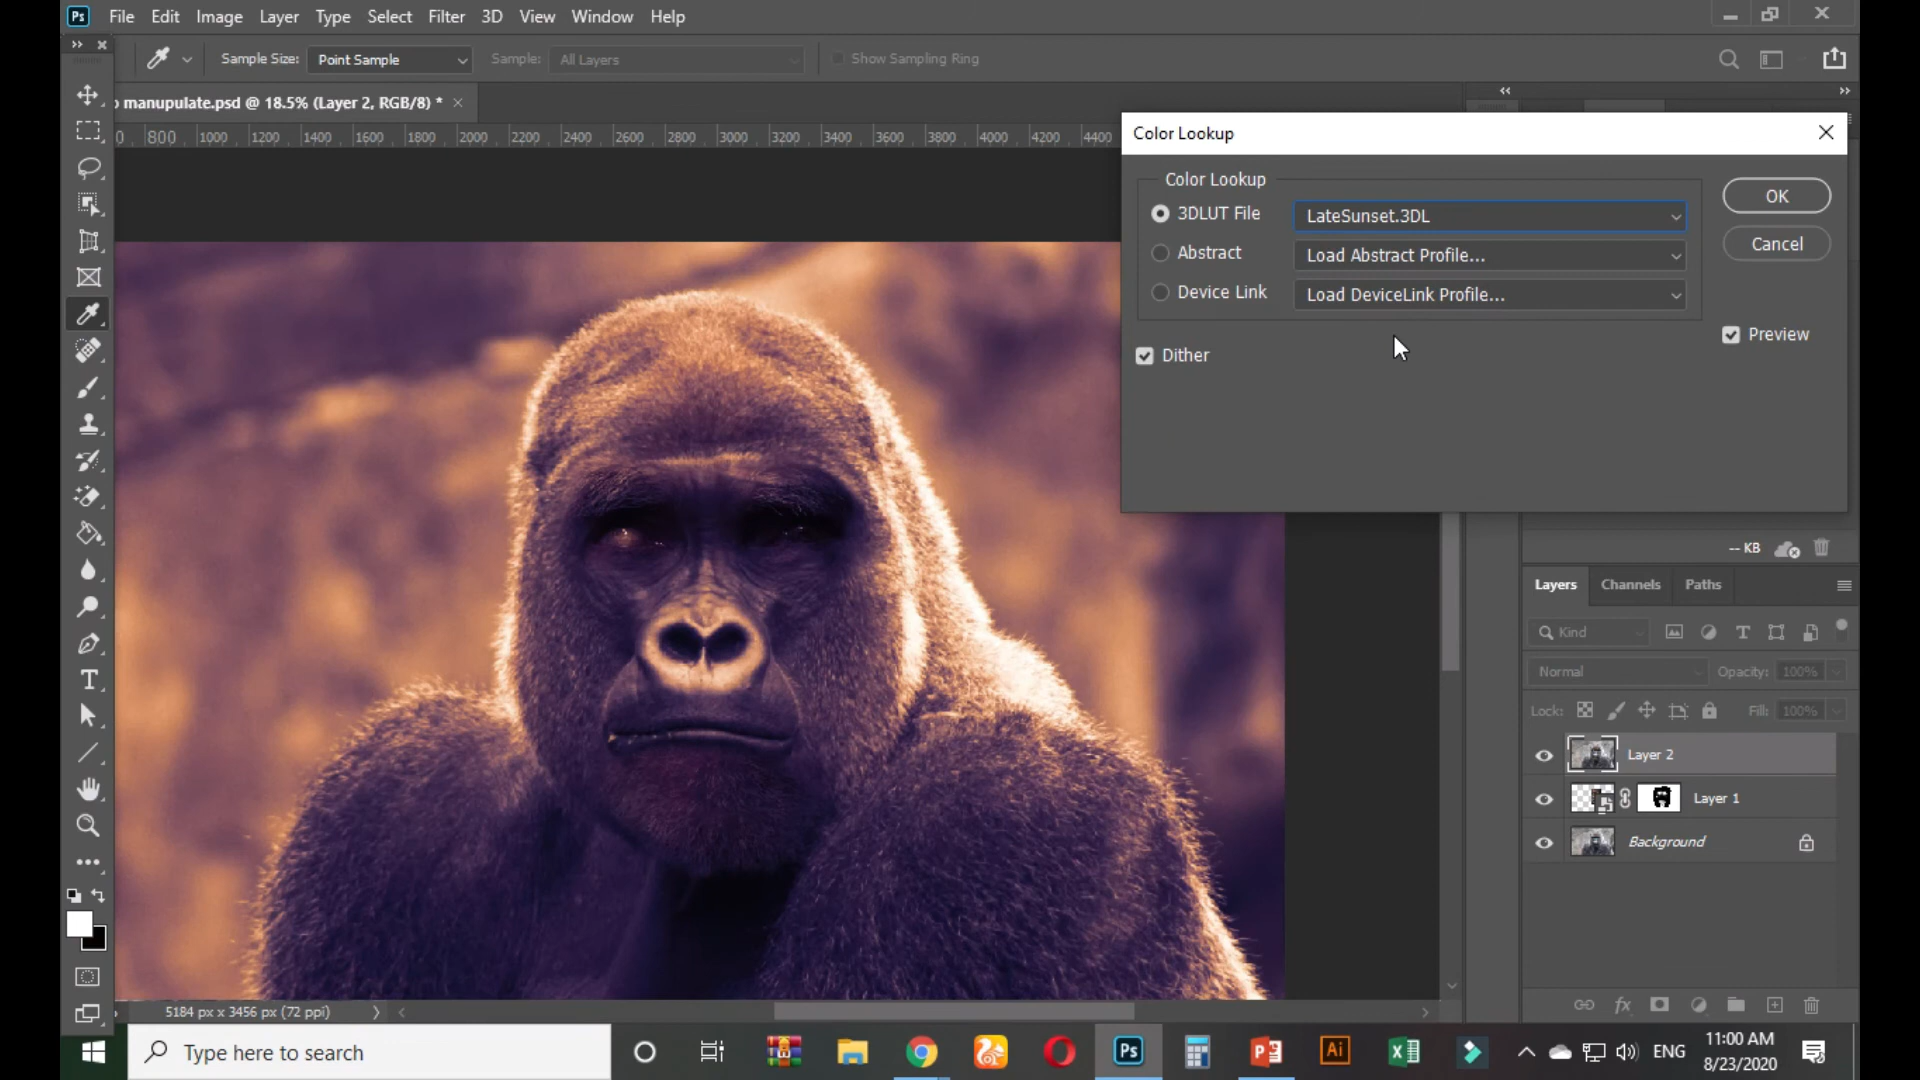 Ps File Edit Image Layer Type Select Filter 3D View Window Help
Sample Size: Point Sample Sample: All Layers Show Sampling Ring
manupulate.psd @ 18.5% (Layer 2, RGB/8) *
800 1000 1200 1400 1600 1800 2000 2200 2400 2600 2800 3000 3200 3400 3600 3800 4000 4200 4400
Color Lookup
Color Lookup
3DLUT File LateSunset.3DL
Abstract Load Abstract Profile...
Device Link Load DeviceLink Profile...
Dither
OK
Cancel
Preview
-- KB
Layers Channels Paths
Kind
Normal Opacity: 100%
Lock: Fill: 100%
Layer 2
Layer 1
Background
5184 px x 3456 px (72 ppi)
Type here to search
Ps
Ai
ENG
11:00 AM
8/23/2020